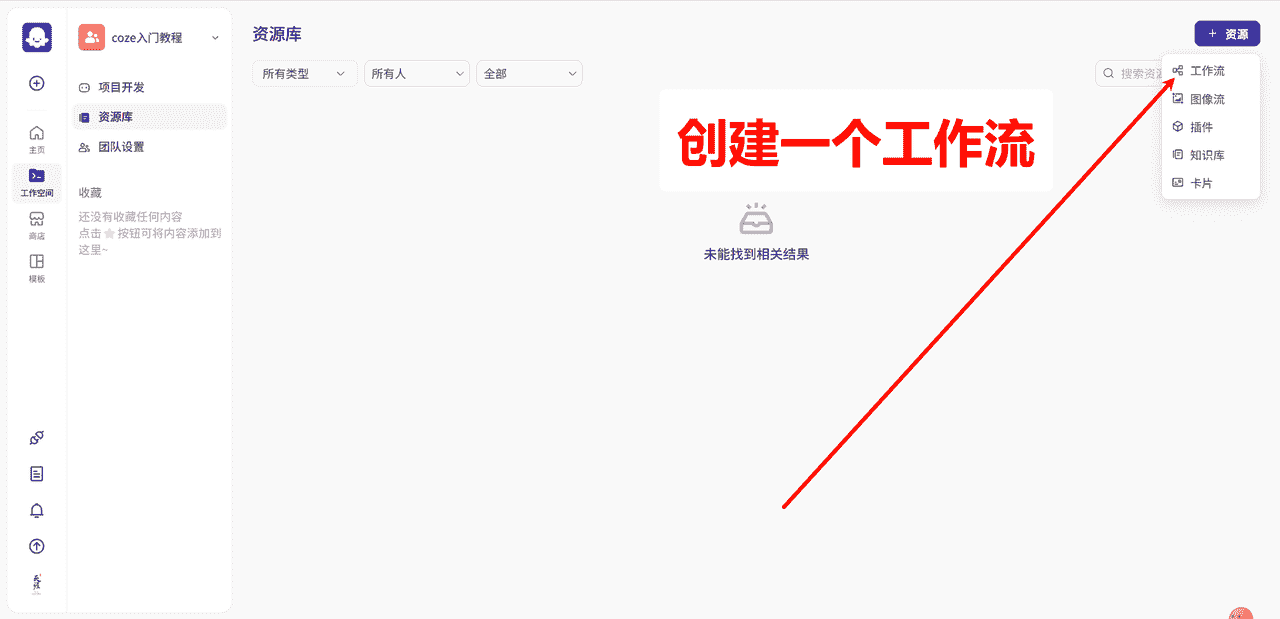 主页
工作空间
商店
模板
coze入门教程
项目开发
资源库
团队设置
收藏
还没有收藏任何内容
点击 按钮可将内容添加到
这里~
资源库
+ 资源
所有类型
所有人
全部
搜索资
工作流
图像流
插件
知识库
卡片
创建一个工作流
未能找到相关结果